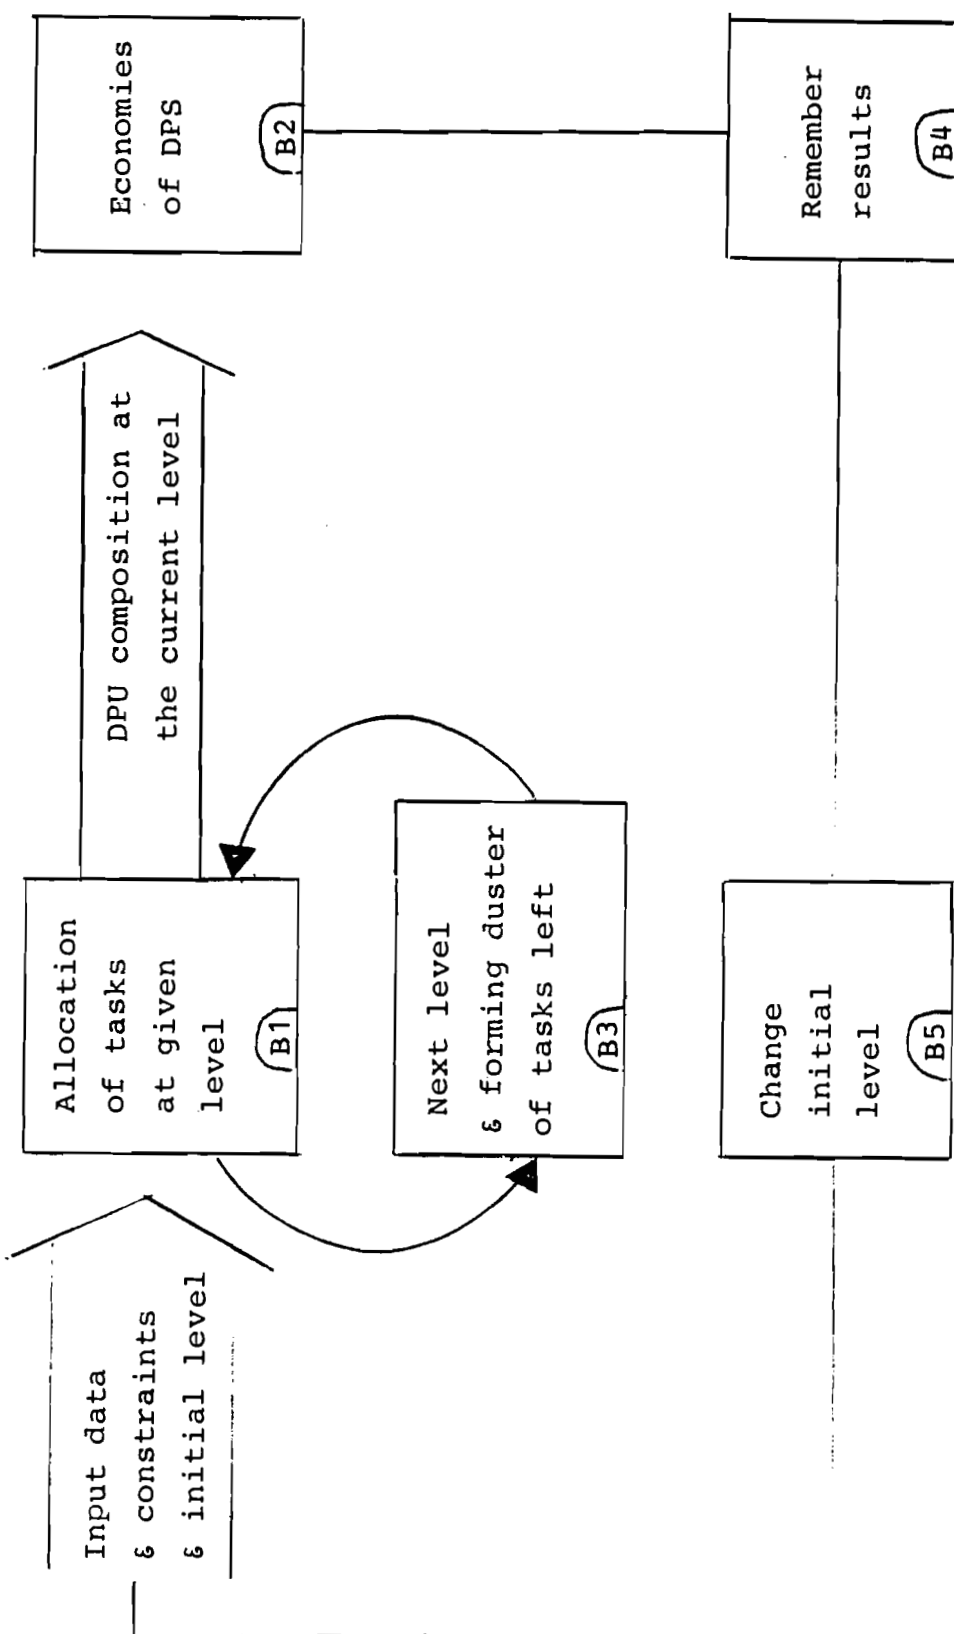 Input data
& constraints
& initial level
Allocation
of tasks
at given
level
B1
DPU composition at
the current level
Economies
of DPS
B2
Next level
& forming duster
of tasks left
B3
Change
initial
level
B5
Remember
results
B4